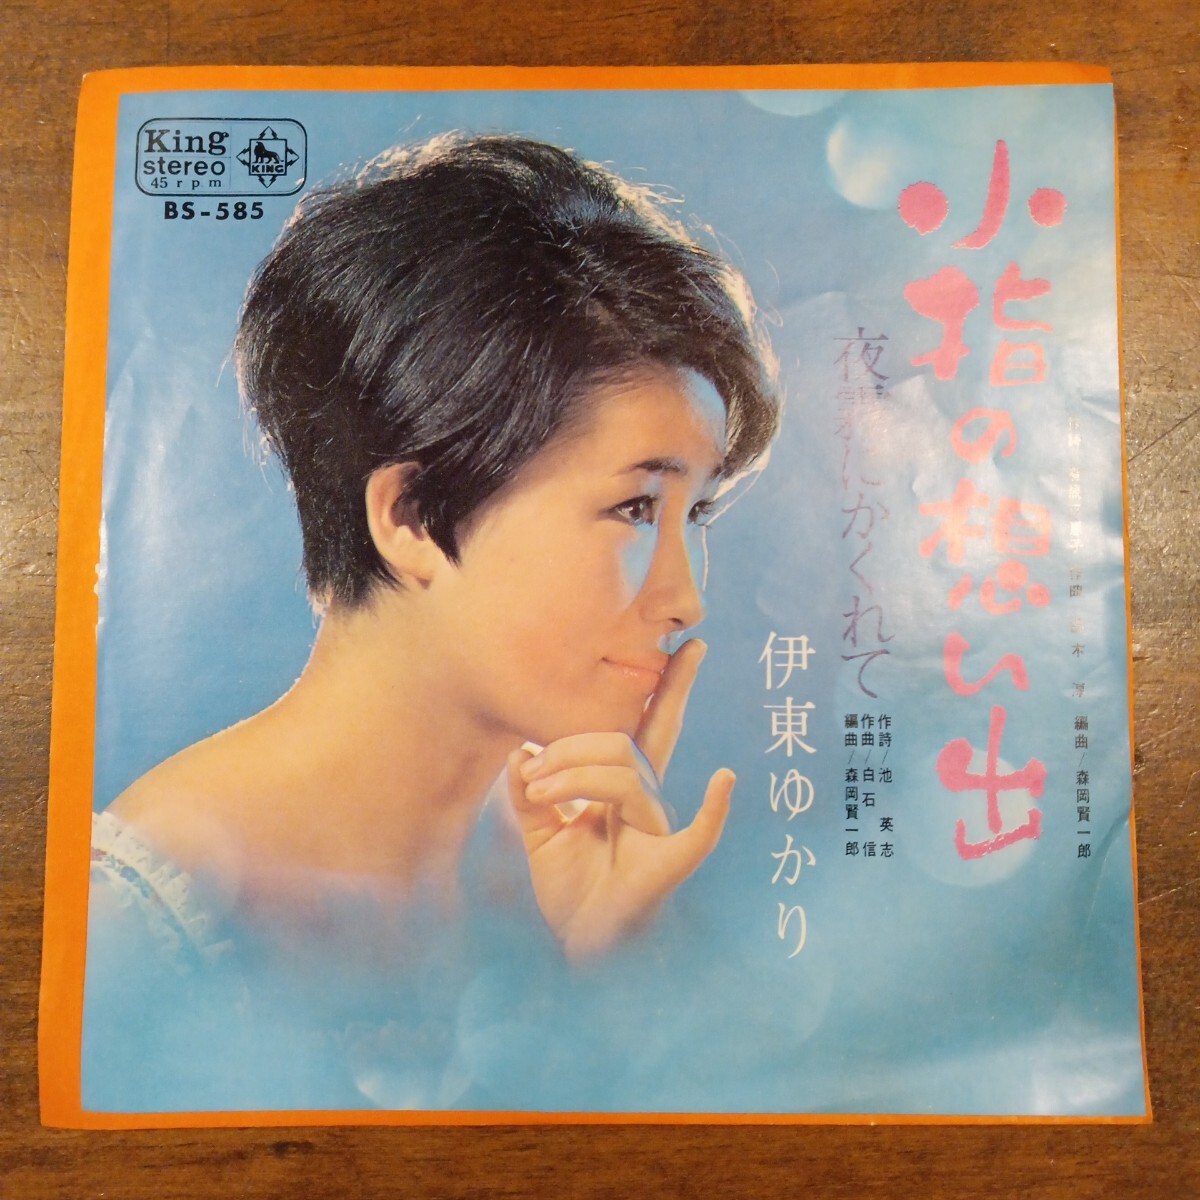 King
stereo
45 rpm
KING
BS-585
小指の想い出
編曲/森岡賢一郎
夜霧にかくれて
作詩/池 英志
作曲/白石 信
編曲/森岡賢一郎
伊東ゆかり